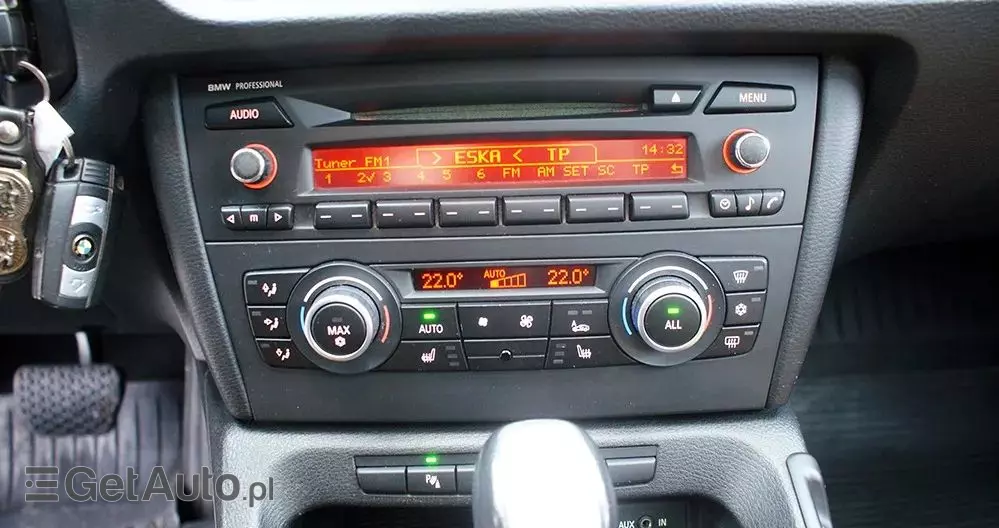 BMW PROFESSIONAL
AUDIO
MENU
Tuner FM1 > ESKA < TP 14:32
1 2✓ 3 4 5 6 FM AM SET SC TP
m
22.0° AUTO 22.0°
MAX
AUTO
ALL
GetAuto.pl
AUX IN